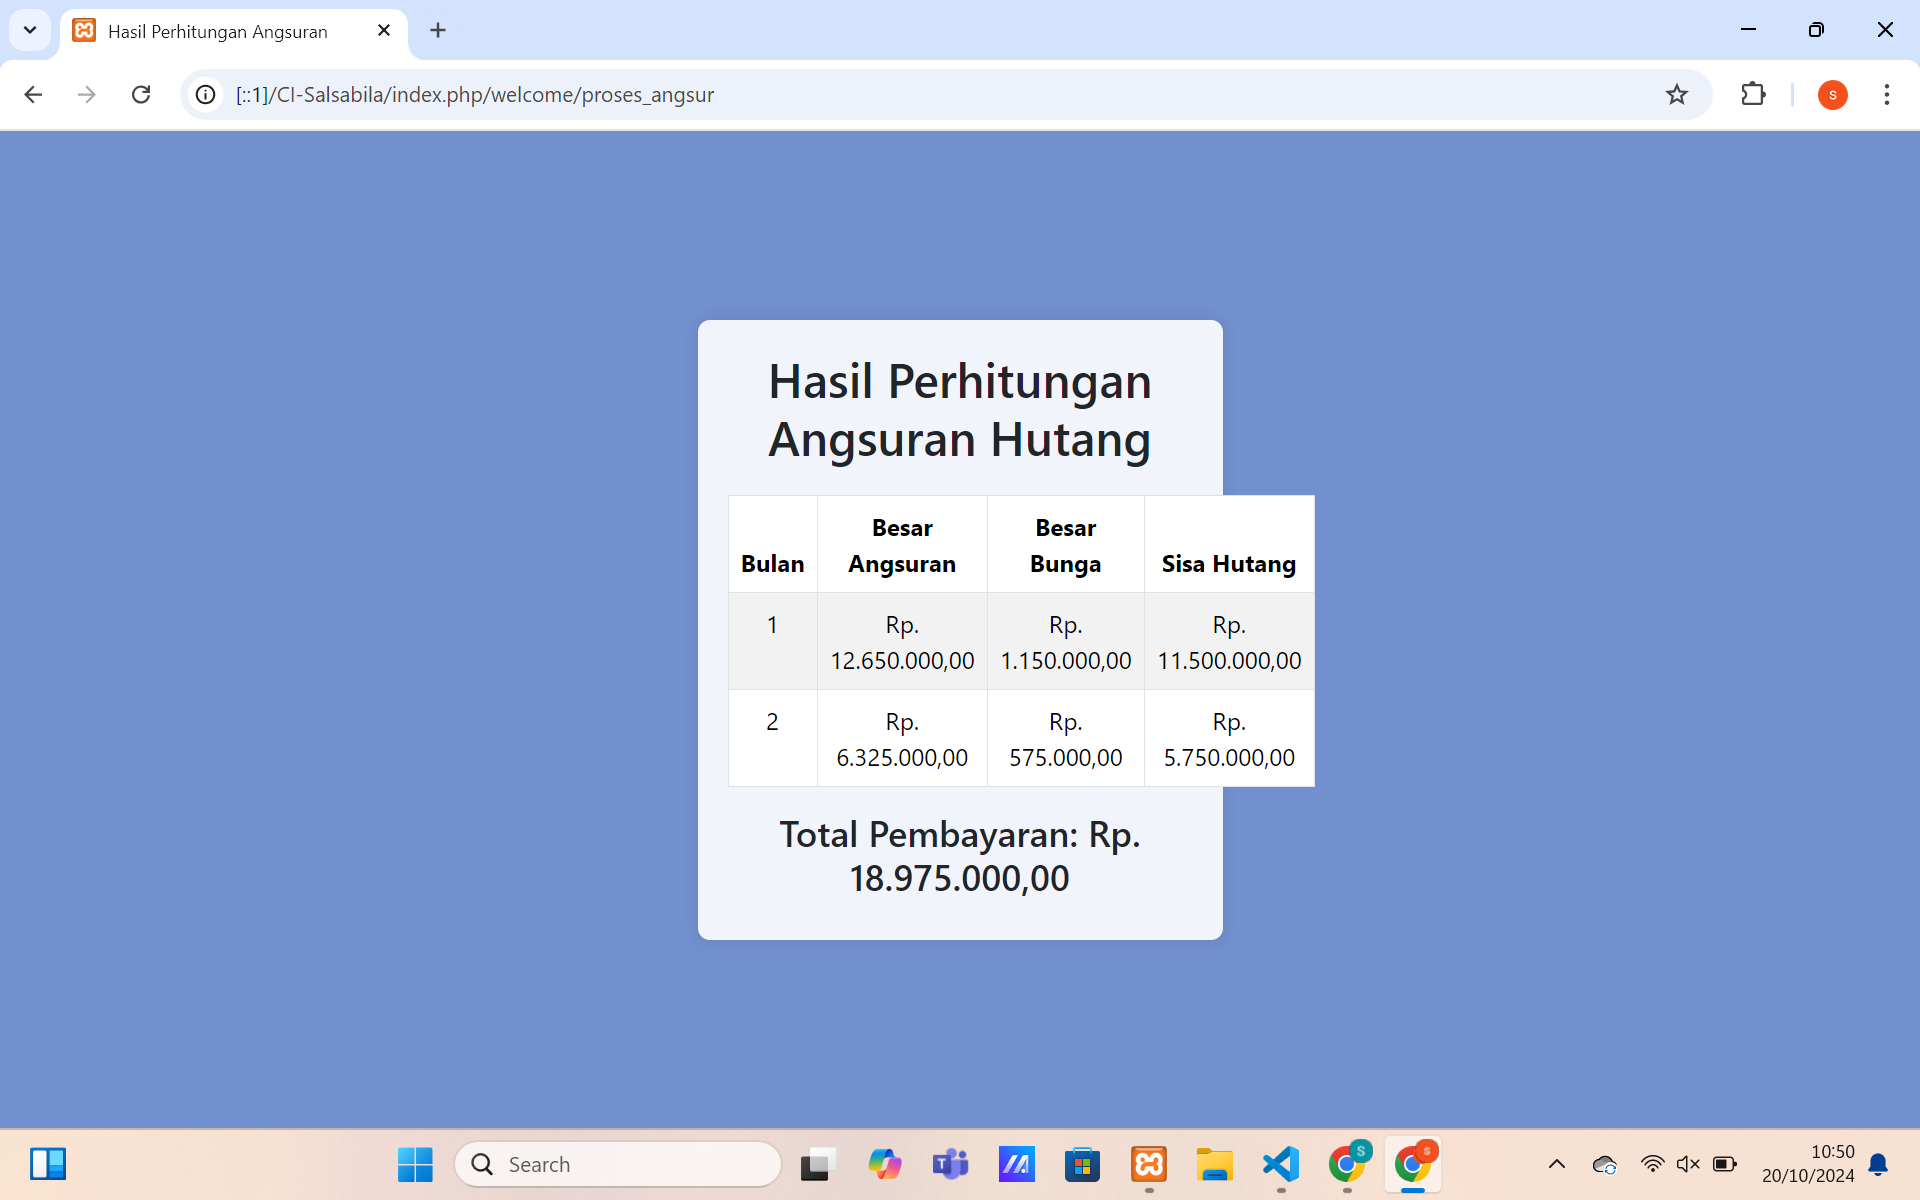 Hasil Perhitungan Angsuran
[::1]/CI-Salsabila/index.php/welcome/proses_angsur
s
Hasil Perhitungan
Angsuran Hutang
Bulan
Besar
Angsuran
Besar
Bunga
Sisa Hutang
1
Rp.
12.650.000,00
Rp.
1.150.000,00
Rp.
11.500.000,00
2
Rp.
6.325.000,00
Rp.
575.000,00
Rp.
5.750.000,00
Total Pembayaran: Rp.
18.975.000,00
Search
T
S
s
10:50
20/10/2024